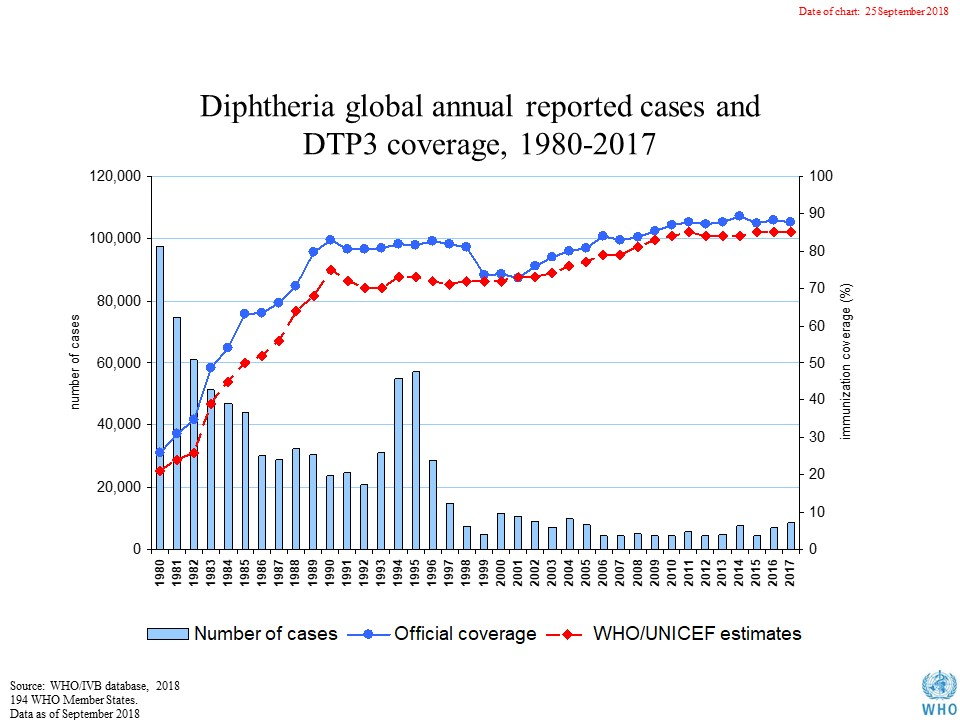 Date of chart: 25September 2018
Diphtheria global annual reported cases and
DTP3 coverage, 1980-2017
120,000
100,000
80,000
60,000
40,000
20,000
0
number of cases
100
90
80
70
60
50
40
30
20
10
0
immunization coverage (%)
1980 1981 1982 1983 1984 1985 1986 1987 1988 1989 1990 1991 1992 1993 1994 1995 1996 1997 1998 1999 2000 2001 2002 2003 2004 2005 2006 2007 2008 2009 2010 2011 2012 2013 2014 2015 2016 2017
Number of cases Official coverage WHO/UNICEF estimates
Source: WHO/IVB database, 2018
194 WHO Member States.
Data as of September 2018
WHO